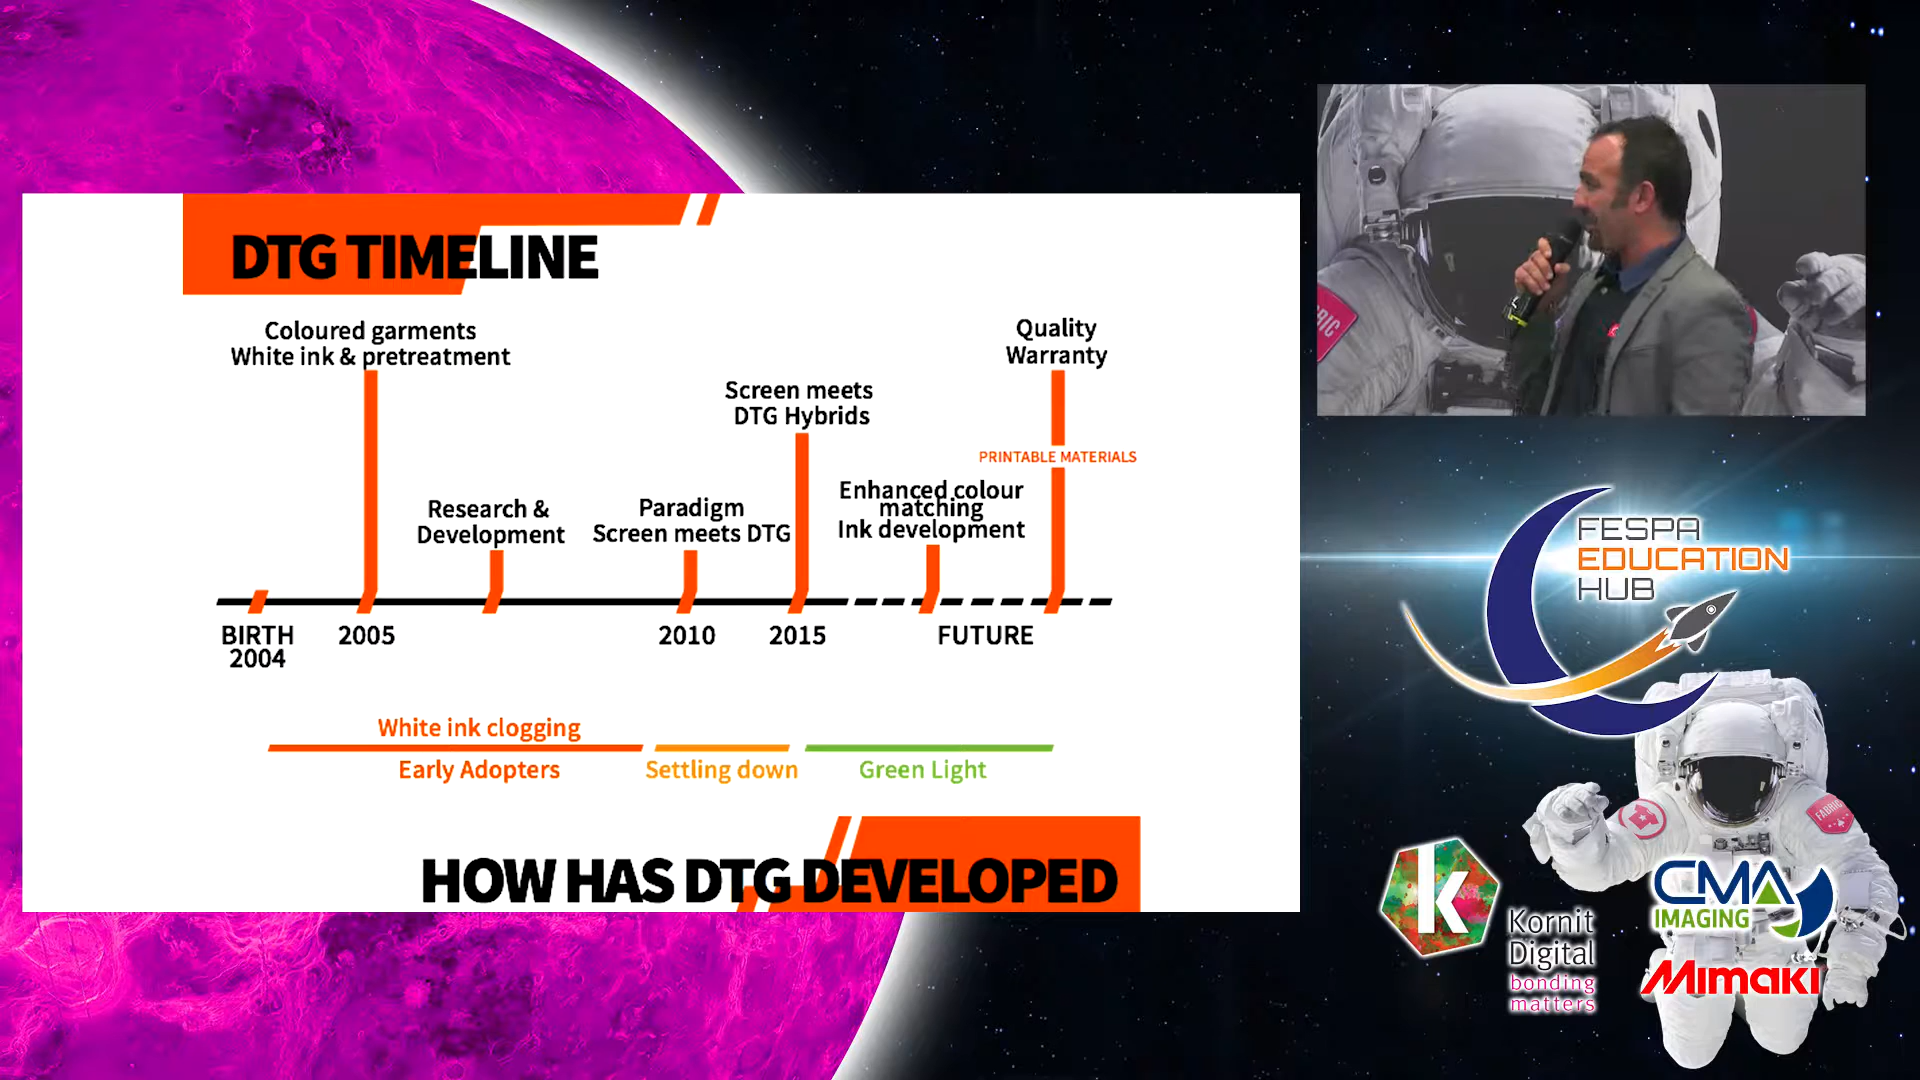 DTG TIMELINE
Coloured garments
White ink & pretreatment
Quality
Warranty
Screen meets
DTG Hybrids
PRINTABLE MATERIALS
Enhanced colour
matching
Ink development
Research &
Development
Paradigm
Screen meets DTG
BIRTH
2004
2005
2010
2015
FUTURE
White ink clogging
Early Adopters
Settling down
Green Light
HOW HAS DTG DEVELOPED
RIC
FESPA
EDUCATION
HUB
FABRIC
K
Kornit
Digital
bonding
matters
CMA
IMAGING
Mimaki